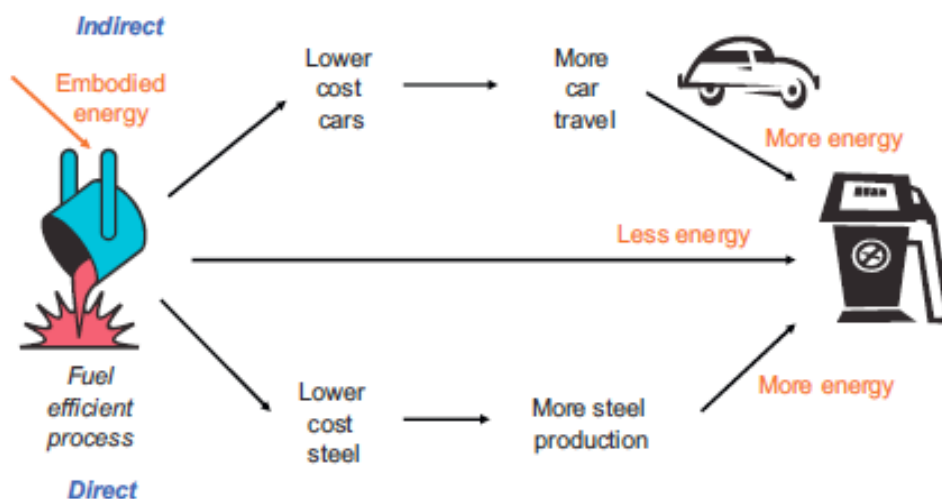 Indirect
Embodied
energy
Lower
cost
cars
More
car
travel
More energy
Less energy
Fuel
efficient
process
Lower
cost
steel
More steel
production
More energy
Direct